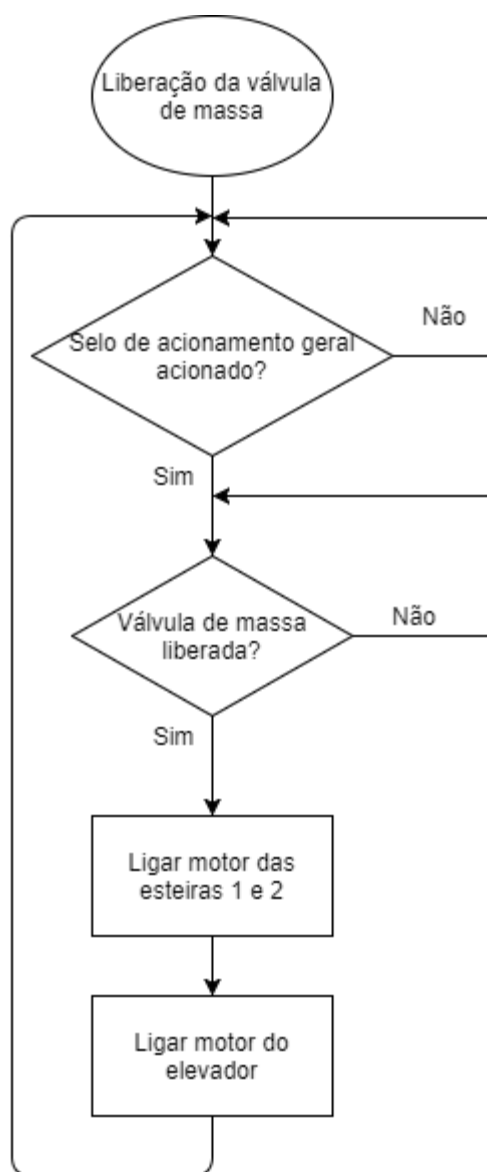 Liberação da válvula
de massa
Não
Selo de acionamento geral
acionado?
Sim
Válvula de massa
liberada?
Não
Sim
Ligar motor das
esteiras 1 e 2
Ligar motor do
elevador